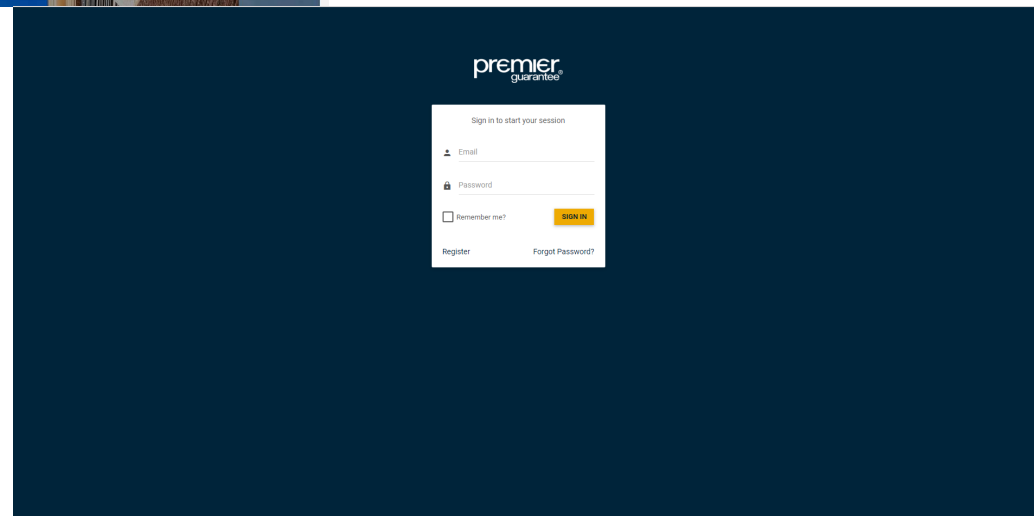 premier
guarantee®
Sign in to start your session
Email
Password
Remember me?
SIGN IN
Register
Forgot Password?